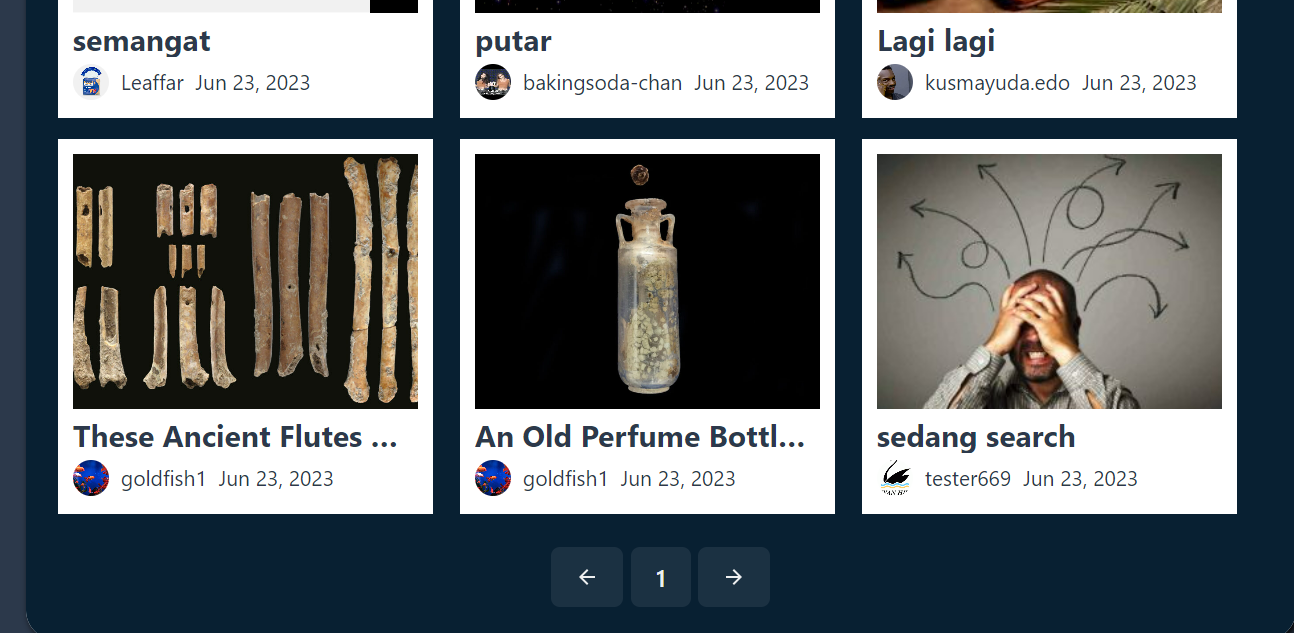 semangat
Leaffar Jun 23, 2023
putar
bakingsoda-chan Jun 23, 2023
Lagi lagi
kusmayuda.edo Jun 23, 2023
These Ancient Flutes ...
goldfish1 Jun 23, 2023
An Old Perfume Bottl...
goldfish1 Jun 23, 2023
sedang search
tester669 Jun 23, 2023
← 1 →